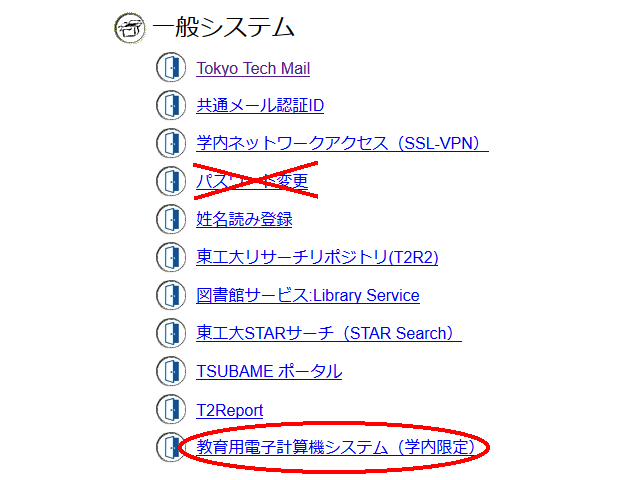 一般システム
Tokyo Tech Mail
共通メール認証ID
学内ネットワークアクセス（SSL-VPN）
パスワード変更
姓名読み登録
東工大リサーチリポジトリ(T2R2)
図書館サービス:Library Service
東工大STARサーチ（STAR Search）
TSUBAME ポータル
T2Report
教育用電子計算機システム（学内限定）